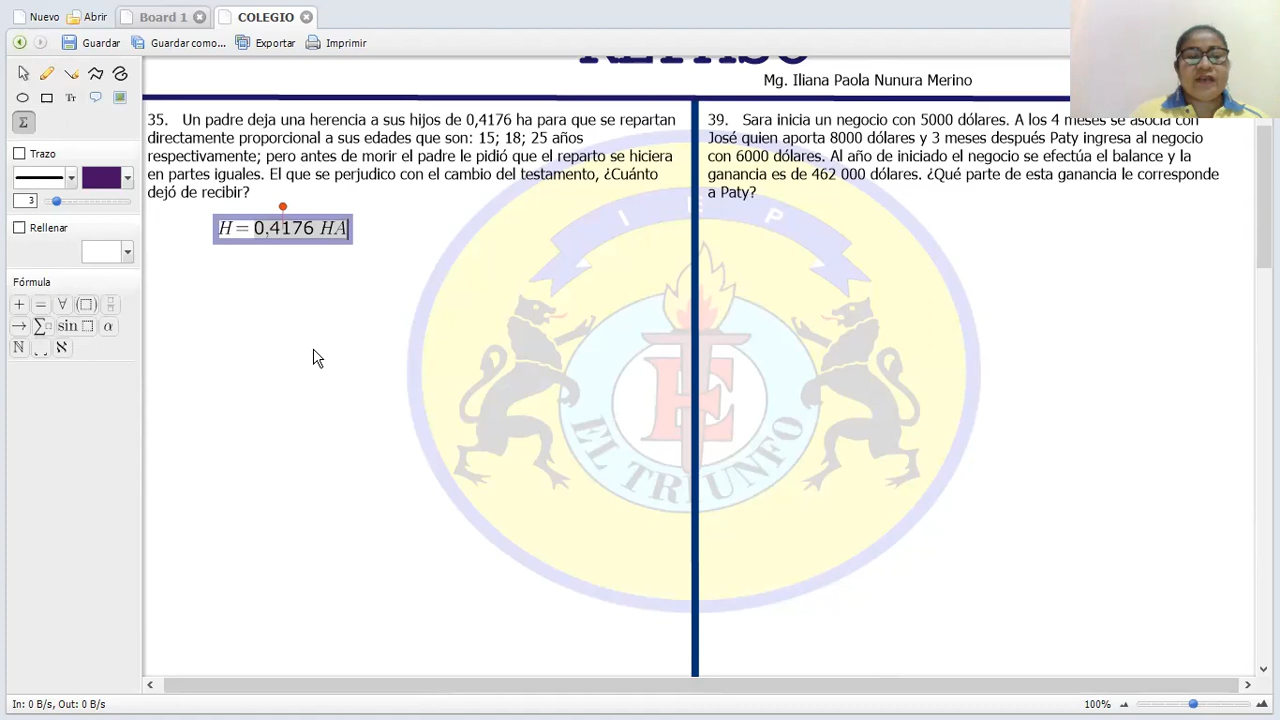 Nuevo Abrir Board 1 COLEGIO
Guardar Guardar como... Exportar Imprimir
Mg. Iliana Paola Nunura Merino
35. Un padre deja una herencia a sus hijos de 0,4176 ha para que se repartan
directamente proporcional a sus edades que son: 15; 18; 25 años
respectivamente; pero antes de morir el padre le pidió que el reparto se hiciera
en partes iguales. El que se perjudico con el cambio del testamento, ¿Cuánto
dejó de recibir?
H = 0,4176 HA
39. Sara inicia un negocio con 5000 dólares. A los 4 meses se asocia con
José quien aporta 8000 dólares y 3 meses después Paty ingresa al negocio
con 6000 dólares. Al año de iniciado el negocio se efectúa el balance y la
ganancia es de 462 000 dólares. ¿Qué parte de esta ganancia le corresponde
a Paty?
I E P
E
EL TRIUNFO
Tr
Σ
Trazo
3
Rellenar
Fórmula
+ = ∀
→ Σ sin α
ℕ ℵ
In: 0 B/s, Out: 0 B/s
100%